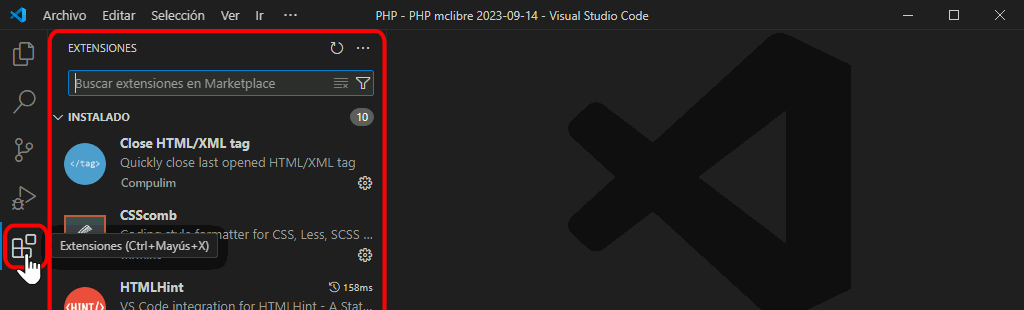 Archivo Editar Selección Ver Ir ··· PHP - PHP mclibre 2023-09-14 - Visual Studio Code
EXTENSIONES
Buscar extensiones en Marketplace
INSTALADO 10
Close HTML/XML tag
</tag> Quickly close last opened HTML/XML tag
Compulim
CSScomb
Coding style formatter for CSS, Less, SCSS ...
Extensiones (Ctrl+Mayús+X)
HTMLHint 158ms
<HINT/> VS Code integration for HTMLHint - A Stat...